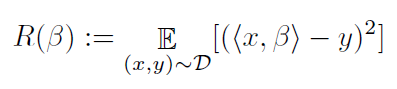 R(β) := 𝔼_{(x,y)∼𝒟}[(⟨x, β⟩ − y)²]